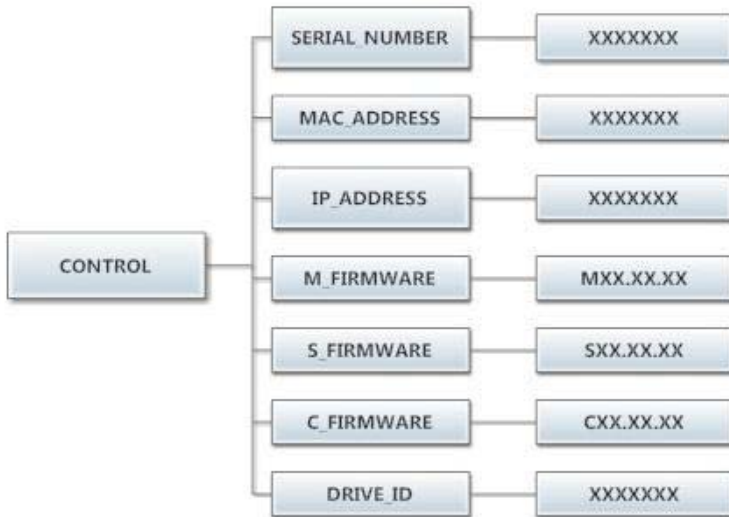 SERIAL_NUMBER XXXXXXX
MAC_ADDRESS XXXXXXX
IP_ADDRESS XXXXXXX
CONTROL
M_FIRMWARE MXX.XX.XX
S_FIRMWARE SXX.XX.XX
C_FIRMWARE CXX.XX.XX
DRIVE_ID XXXXXXX